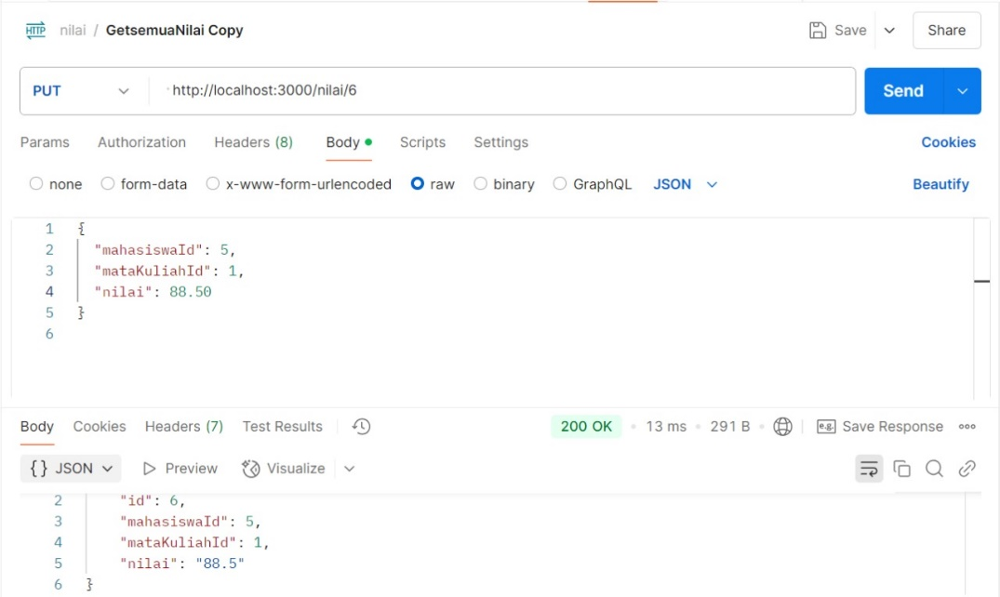 HTTP nilai / GetsemuaNilai Copy Save Share
PUT http://localhost:3000/nilai/6 Send
Params Authorization Headers (8) Body Scripts Settings Cookies
none form-data x-www-form-urlencoded raw binary GraphQL JSON Beautify
1 {
2 "mahasiswaId": 5,
3 "mataKuliahId": 1,
4 "nilai": 88.50
5 }
6
Body Cookies Headers (7) Test Results 200 OK • 13 ms • 291 B • e.g. Save Response
{} JSON Preview Visualize
2 "id": 6,
3 "mahasiswaId": 5,
4 "mataKuliahId": 1,
5 "nilai": "88.5"
6 }